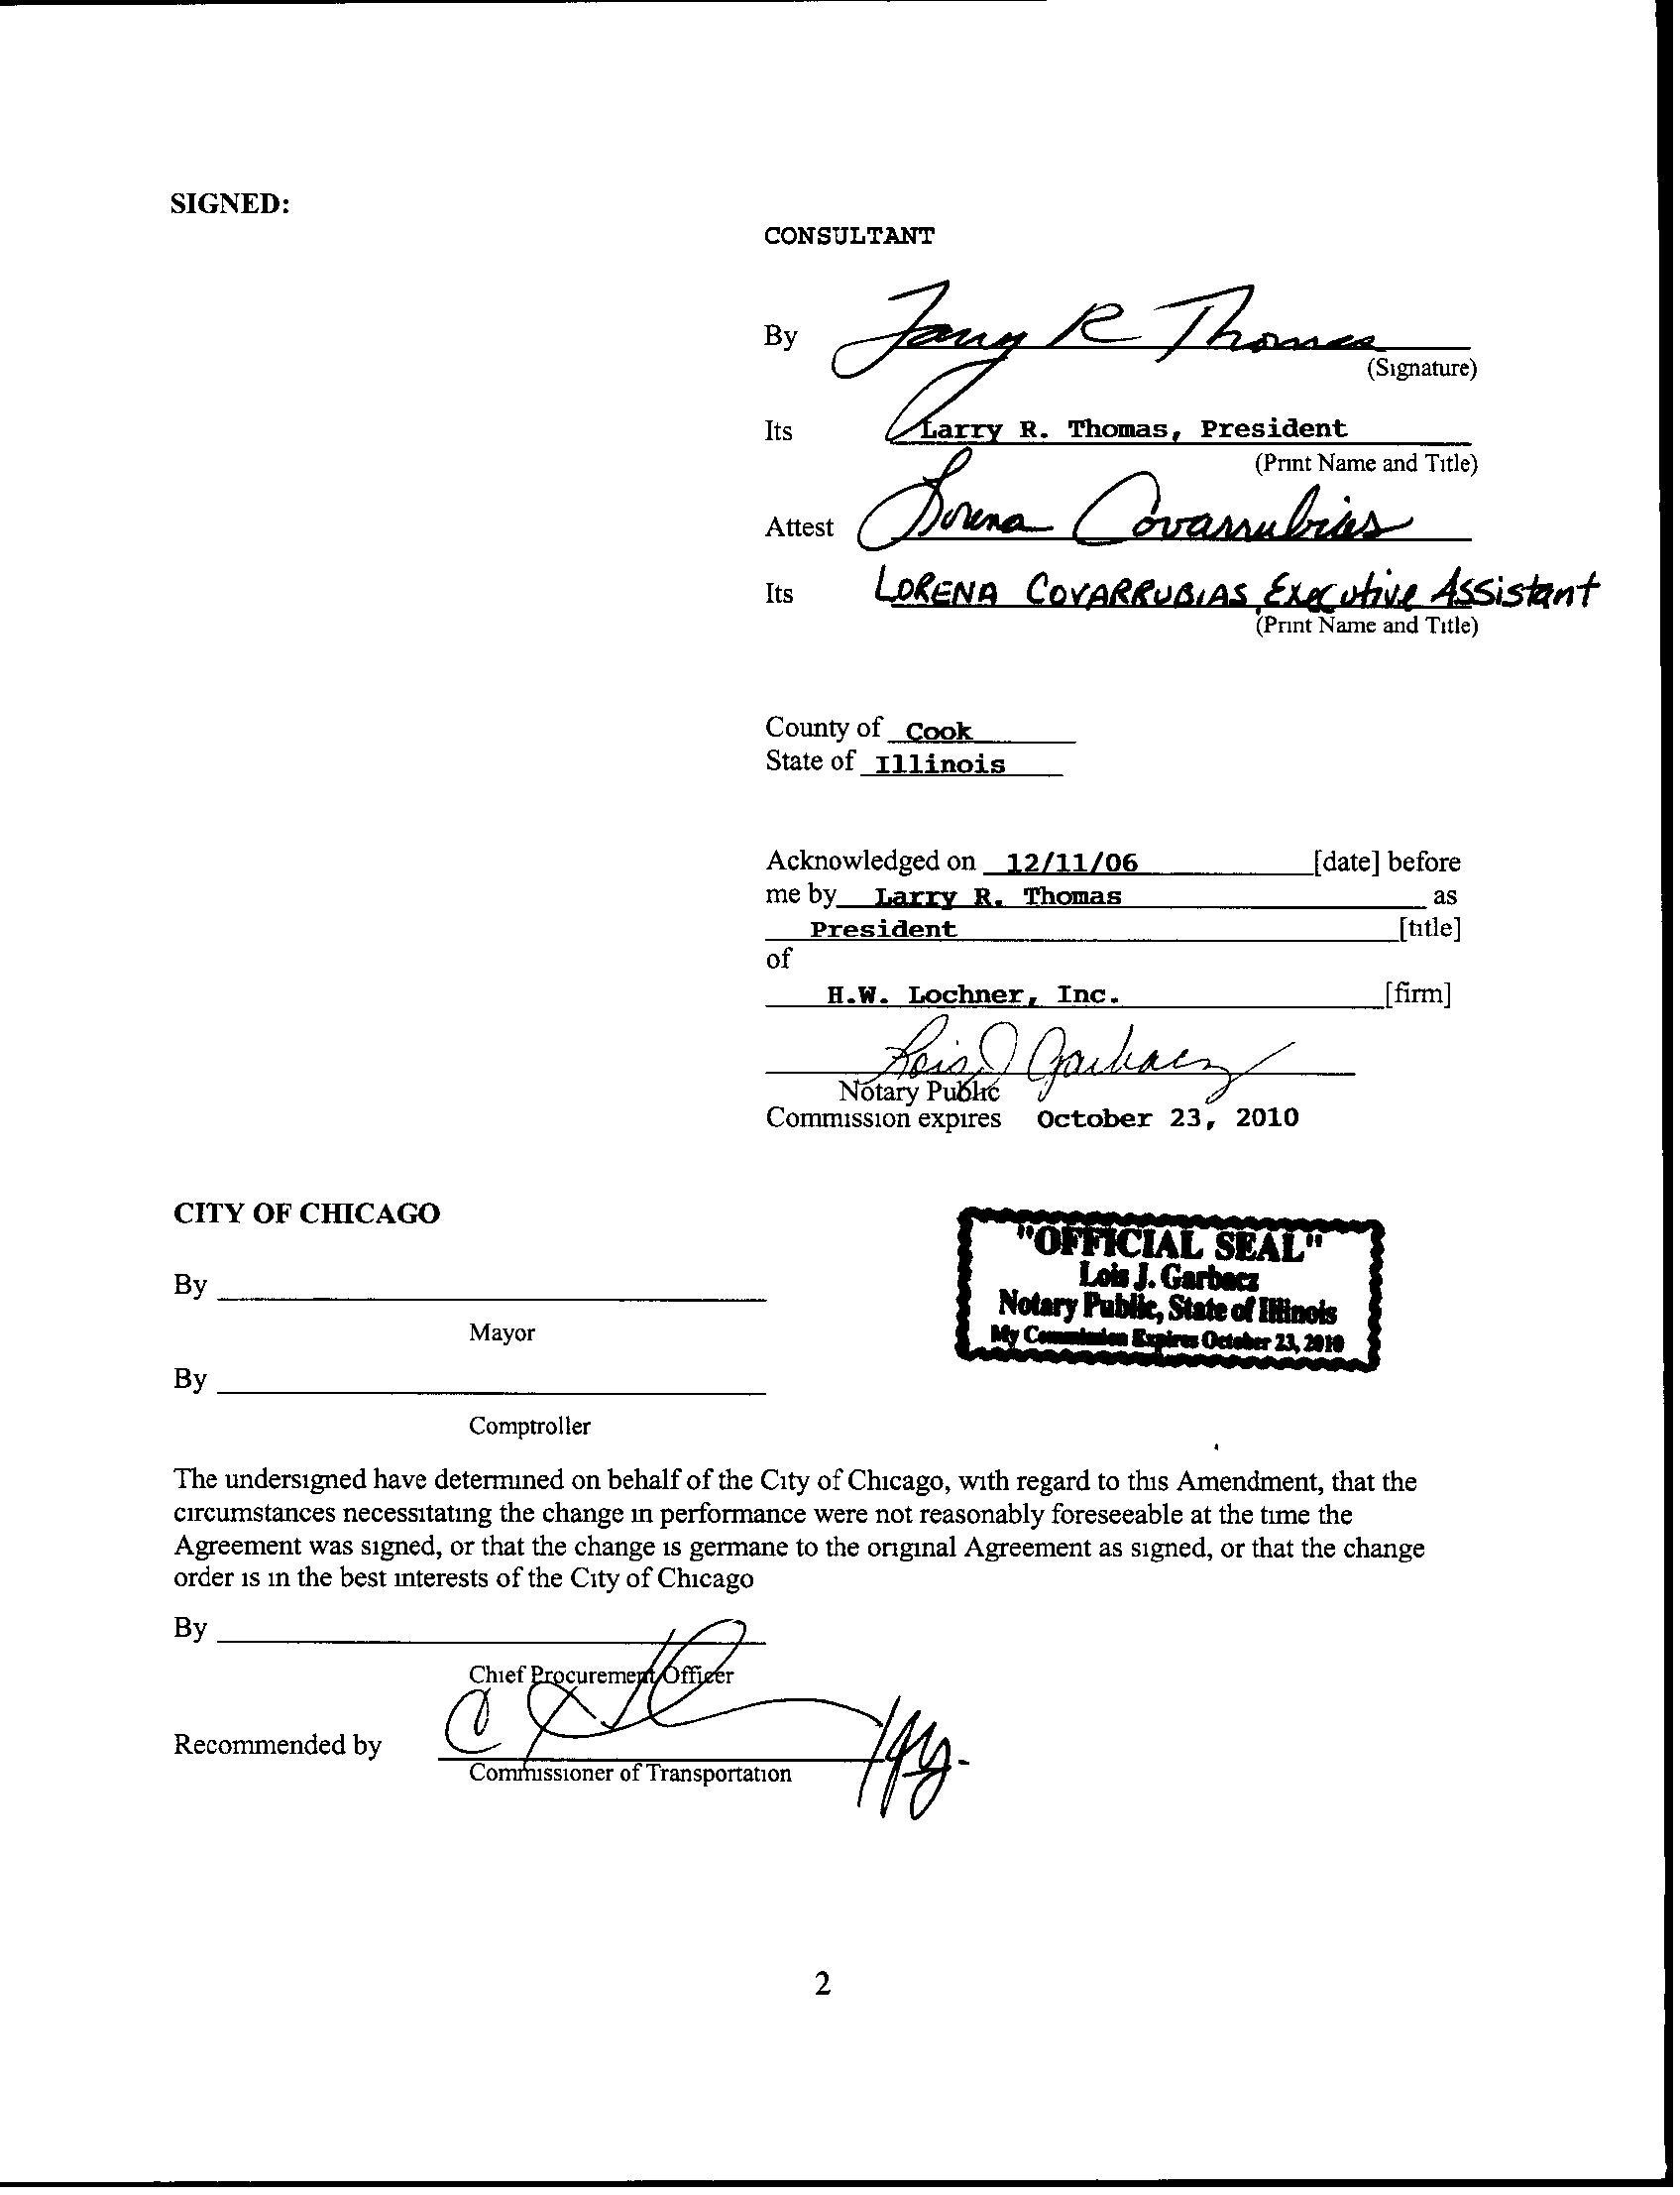 SIGNED:
CONSULTANT
By Larry R Thomas
(Signature)
Its Larry R. Thomas, President
(Print Name and Title)
Attest Lorena Covarrubias
Its LORENA COVARRUBIAS, Executive Assistant
(Print Name and Title)
County of Cook
State of Illinois
Acknowledged on 12/11/06 [date] before
me by Larry R. Thomas as
President [title]
of
H.W. Lochner, Inc. [firm]
Lois J Garbacz
Notary Public
Commission expires October 23, 2010
CITY OF CHICAGO
"OFFICIAL SEAL"
Lois J. Garbacz
Notary Public, State of Illinois
My Commission Expires October 23, 2010
By
Mayor
By
Comptroller
The undersigned have determined on behalf of the City of Chicago, with regard to this Amendment, that the
circumstances necessitating the change in performance were not reasonably foreseeable at the time the
Agreement was signed, or that the change is germane to the original Agreement as signed, or that the change
order is in the best interests of the City of Chicago
By
Chief Procurement Officer
Recommended by
Commissioner of Transportation
2